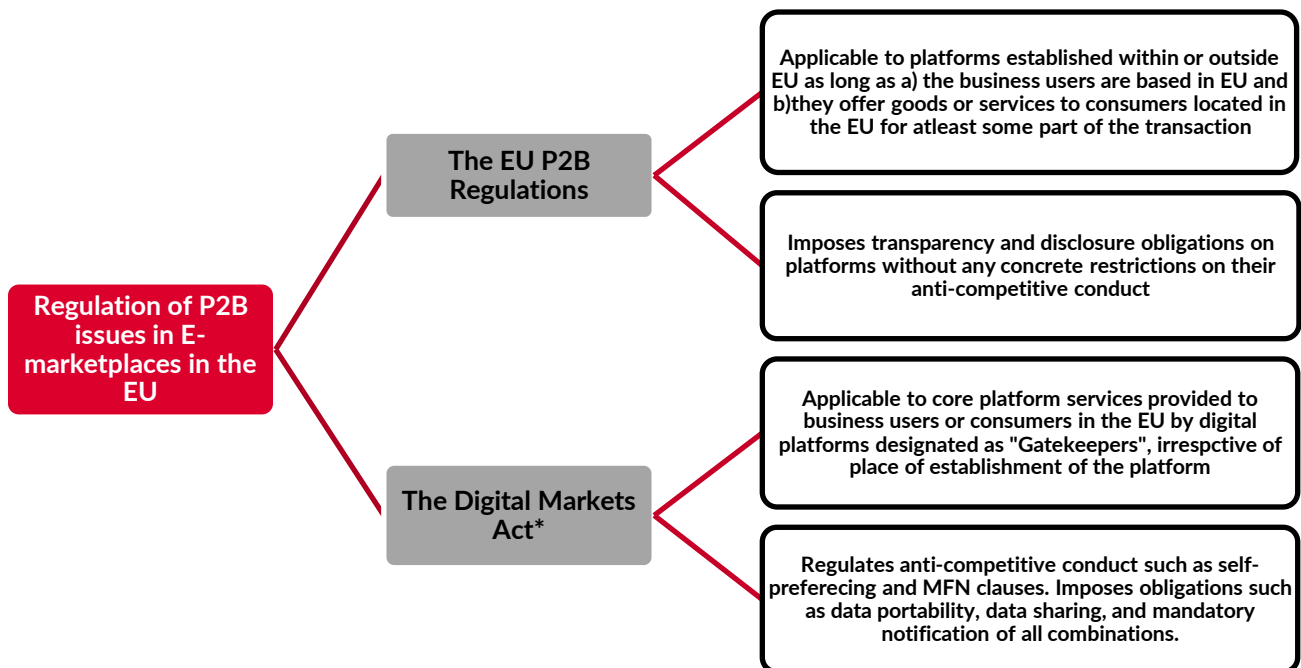 Regulation of P2B
issues in E-
marketplaces in the
EU
The EU P2B
Regulations
Applicable to platforms established within or outside
EU as long as a) the business users are based in EU and
b)they offer goods or services to consumers located in
the EU for atleast some part of the transaction
Imposes transparency and disclosure obligations on
platforms without any concrete restrictions on their
anti-competitive conduct
The Digital Markets
Act*
Applicable to core platform services provided to
business users or consumers in the EU by digital
platforms designated as "Gatekeepers", irrespctive of
place of establishment of the platform
Regulates anti-competitive conduct such as self-
preferecing and MFN clauses. Imposes obligations such
as data portability, data sharing, and mandatory
notification of all combinations.